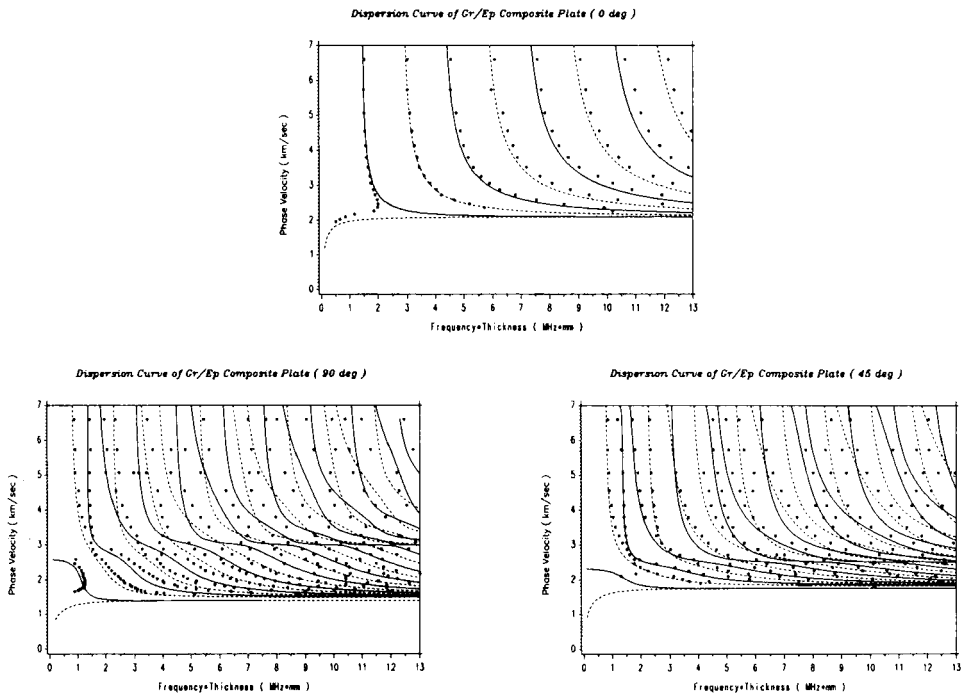 Dispersion Curve of Gr/Ep Composite Plate ( 0 deg )
7
6
5
4
3
2
1
0
Phase Velocity ( km/sec )
0 1 2 3 4 5 6 7 8 9 10 11 12 13
Frequency*Thickness ( MHz*mm )
Dispersion Curve of Gr/Ep Composite Plate ( 90 deg )
7
6
5
4
3
2
1
0
Phase Velocity ( km/sec )
0 1 2 3 4 5 6 7 8 9 10 11 12 13
Frequency*Thickness ( MHz*mm )
Dispersion Curve of Gr/Ep Composite Plate ( 45 deg )
7
6
5
4
3
2
1
0
Phase Velocity ( km/sec )
0 1 2 3 4 5 6 7 8 9 10 11 12 13
Frequency*Thickness ( MHz*mm )